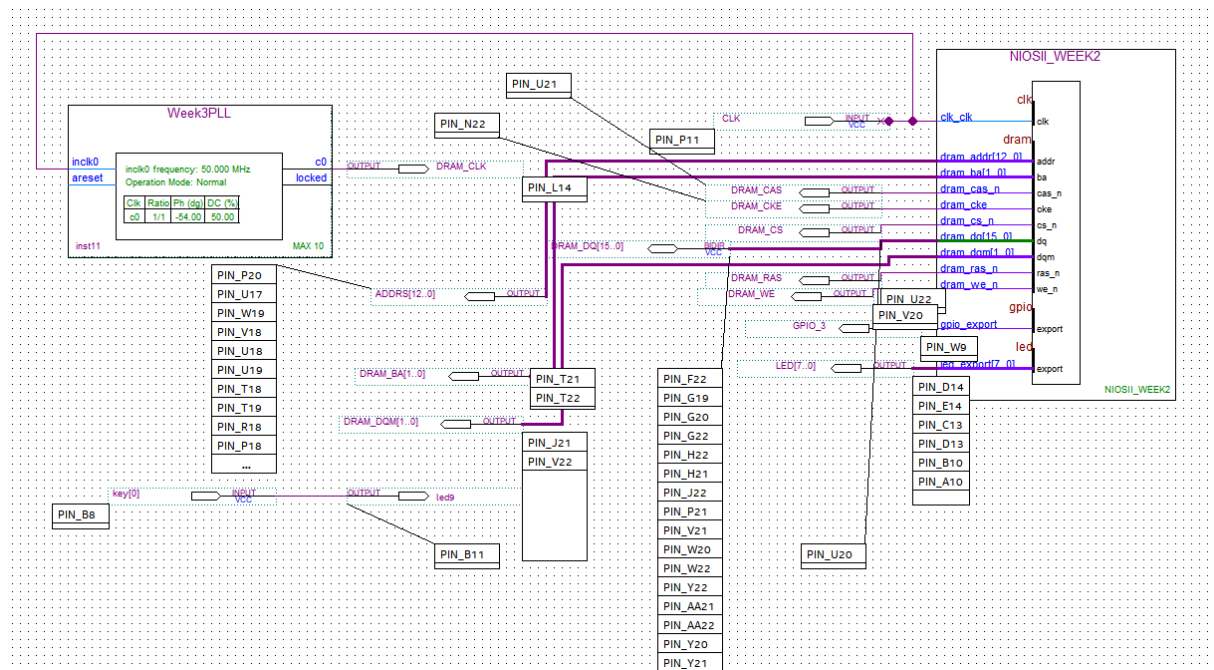 NIOSII_WEEK2
Week3PLL
inclk0
areset
inclk0 frequency: 50.000 MHz
Operation Mode: Normal
Clk Ratio Ph (dg) DC (%)
c0 1/1 -54.00 50.00
c0
locked
inst11
MAX 10
OUTPUT
DRAM_CLK
PIN_U21
PIN_N22
PIN_P11
PIN_L14
CLK
INPUT
VCC
clk_clk
clk
clk
dram
dram_addr[12..0]
addr
dram_ba[1..0]
ba
DRAM_CAS
OUTPUT
dram_cas_n
cas_n
DRAM_CKE
OUTPUT
dram_cke
cke
DRAM_CS
OUTPUT
dram_cs_n
cs_n
DRAM_DQ[15..0]
BIDIR
VCC
dram_dq[15..0]
dq
dram_dqm[1..0]
dqm
DRAM_RAS
OUTPUT
dram_ras_n
ras_n
DRAM_WE
OUTPUT
dram_we_n
we_n
PIN_U22
PIN_V20
gpio
GPIO_3
gpio_export
export
PIN_W9
led
LED[7..0]
OUTPUT
led_export[7..0]
export
NIOSII_WEEK2
ADDRS[12..0]
OUTPUT
PIN_P20
PIN_U17
PIN_W19
PIN_V18
PIN_U18
PIN_U19
PIN_T18
PIN_T19
PIN_R18
PIN_P18
...
DRAM_BA[1..0]
OUTPUT
PIN_T21
PIN_T22
DRAM_DQM[1..0]
OUTPUT
PIN_J21
PIN_V22
key[0]
INPUT
VCC
OUTPUT
led9
PIN_B8
PIN_B11
PIN_F22
PIN_G19
PIN_G20
PIN_G22
PIN_H22
PIN_H21
PIN_J22
PIN_P21
PIN_V21
PIN_W20
PIN_W22
PIN_Y22
PIN_AA21
PIN_AA22
PIN_Y20
PIN_Y21
PIN_U20
PIN_D14
PIN_E14
PIN_C13
PIN_D13
PIN_B10
PIN_A10